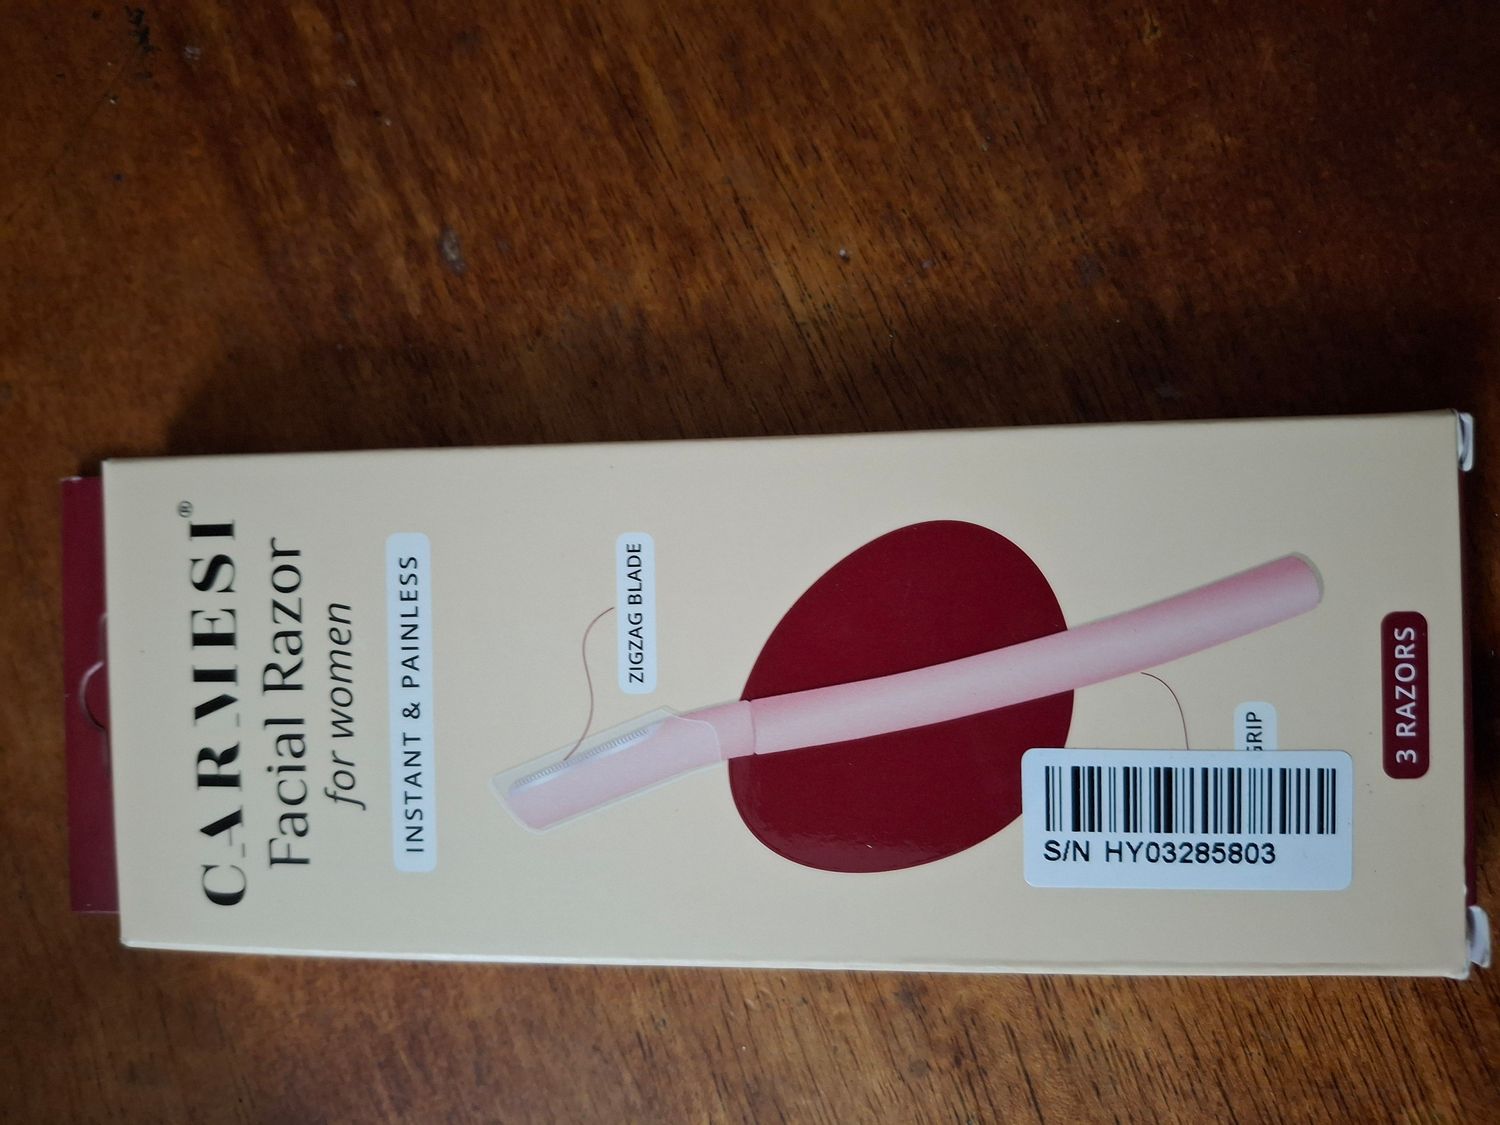 CARMESI®
Facial Razor
for women
INSTANT & PAINLESS
ZIGZAG BLADE
GRIP
S/N HY03285803
3 RAZORS